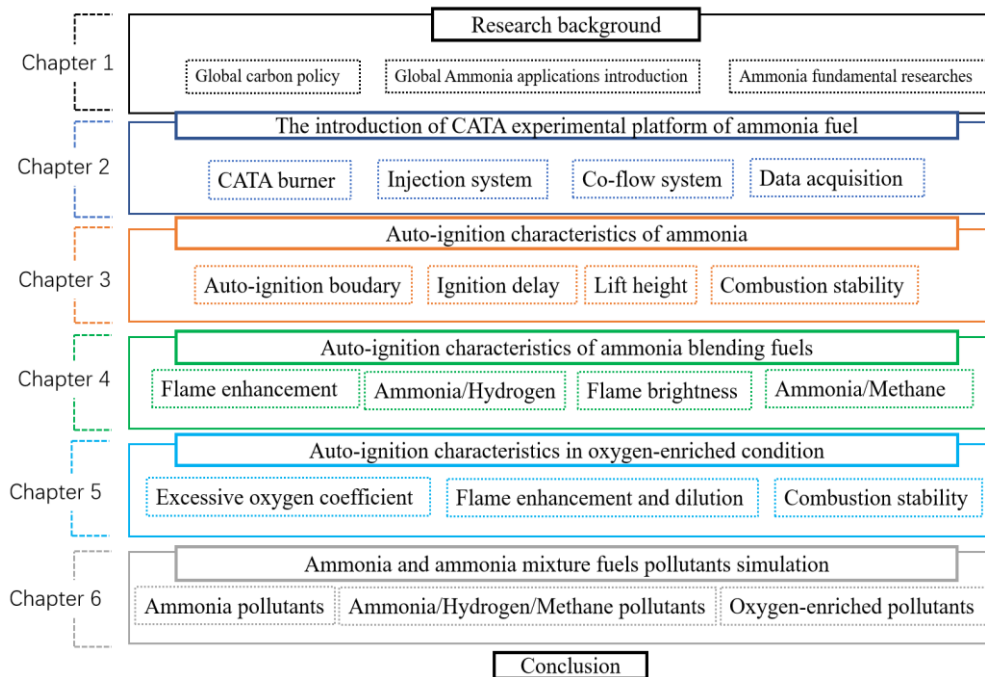 Research background
Chapter 1
Global carbon policy
Global Ammonia applications introduction
Ammonia fundamental researches
The introduction of CATA experimental platform of ammonia fuel
Chapter 2
CATA burner
Injection system
Co-flow system
Data acquisition
Auto-ignition characteristics of ammonia
Chapter 3
Auto-ignition boudary
Ignition delay
Lift height
Combustion stability
Auto-ignition characteristics of ammonia blending fuels
Chapter 4
Flame enhancement
Ammonia/Hydrogen
Flame brightness
Ammonia/Methane
Auto-ignition characteristics in oxygen-enriched condition
Chapter 5
Excessive oxygen coefficient
Flame enhancement and dilution
Combustion stability
Ammonia and ammonia mixture fuels pollutants simulation
Chapter 6
Ammonia pollutants
Ammonia/Hydrogen/Methane pollutants
Oxygen-enriched pollutants
Conclusion